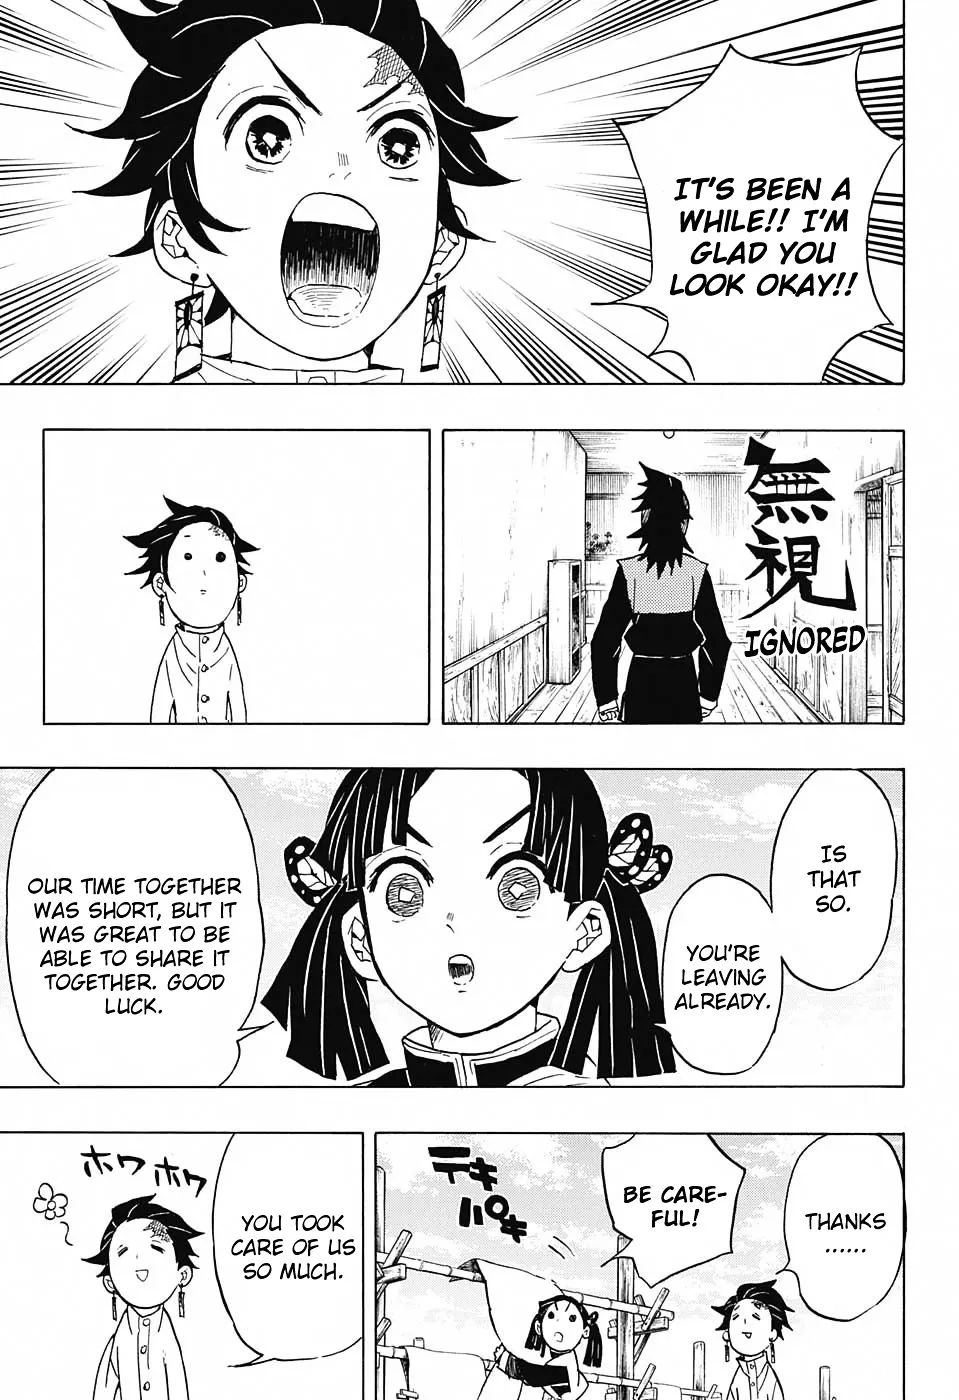 IT'S BEEN A
WHILE!! I'M
GLAD YOU
LOOK OKAY!!
無視
IGNORED
IS
THAT
SO.
YOU'RE
LEAVING
ALREADY.
OUR TIME TOGETHER
WAS SHORT, BUT IT
WAS GREAT TO BE
ABLE TO SHARE IT
TOGETHER. GOOD
LUCK.
THANKS
......
BE CARE-
FUL!
テキ
パキ
YOU TOOK
CARE OF US
SO MUCH.
ホワホワ